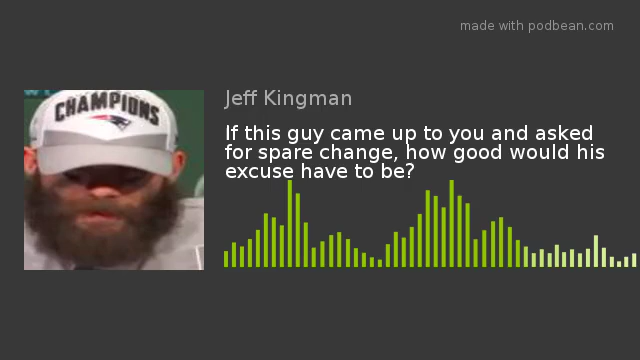 made with podbean.com
Jeff Kingman
If this guy came up to you and asked
for spare change, how good would his
excuse have to be?
CHAMPIONS